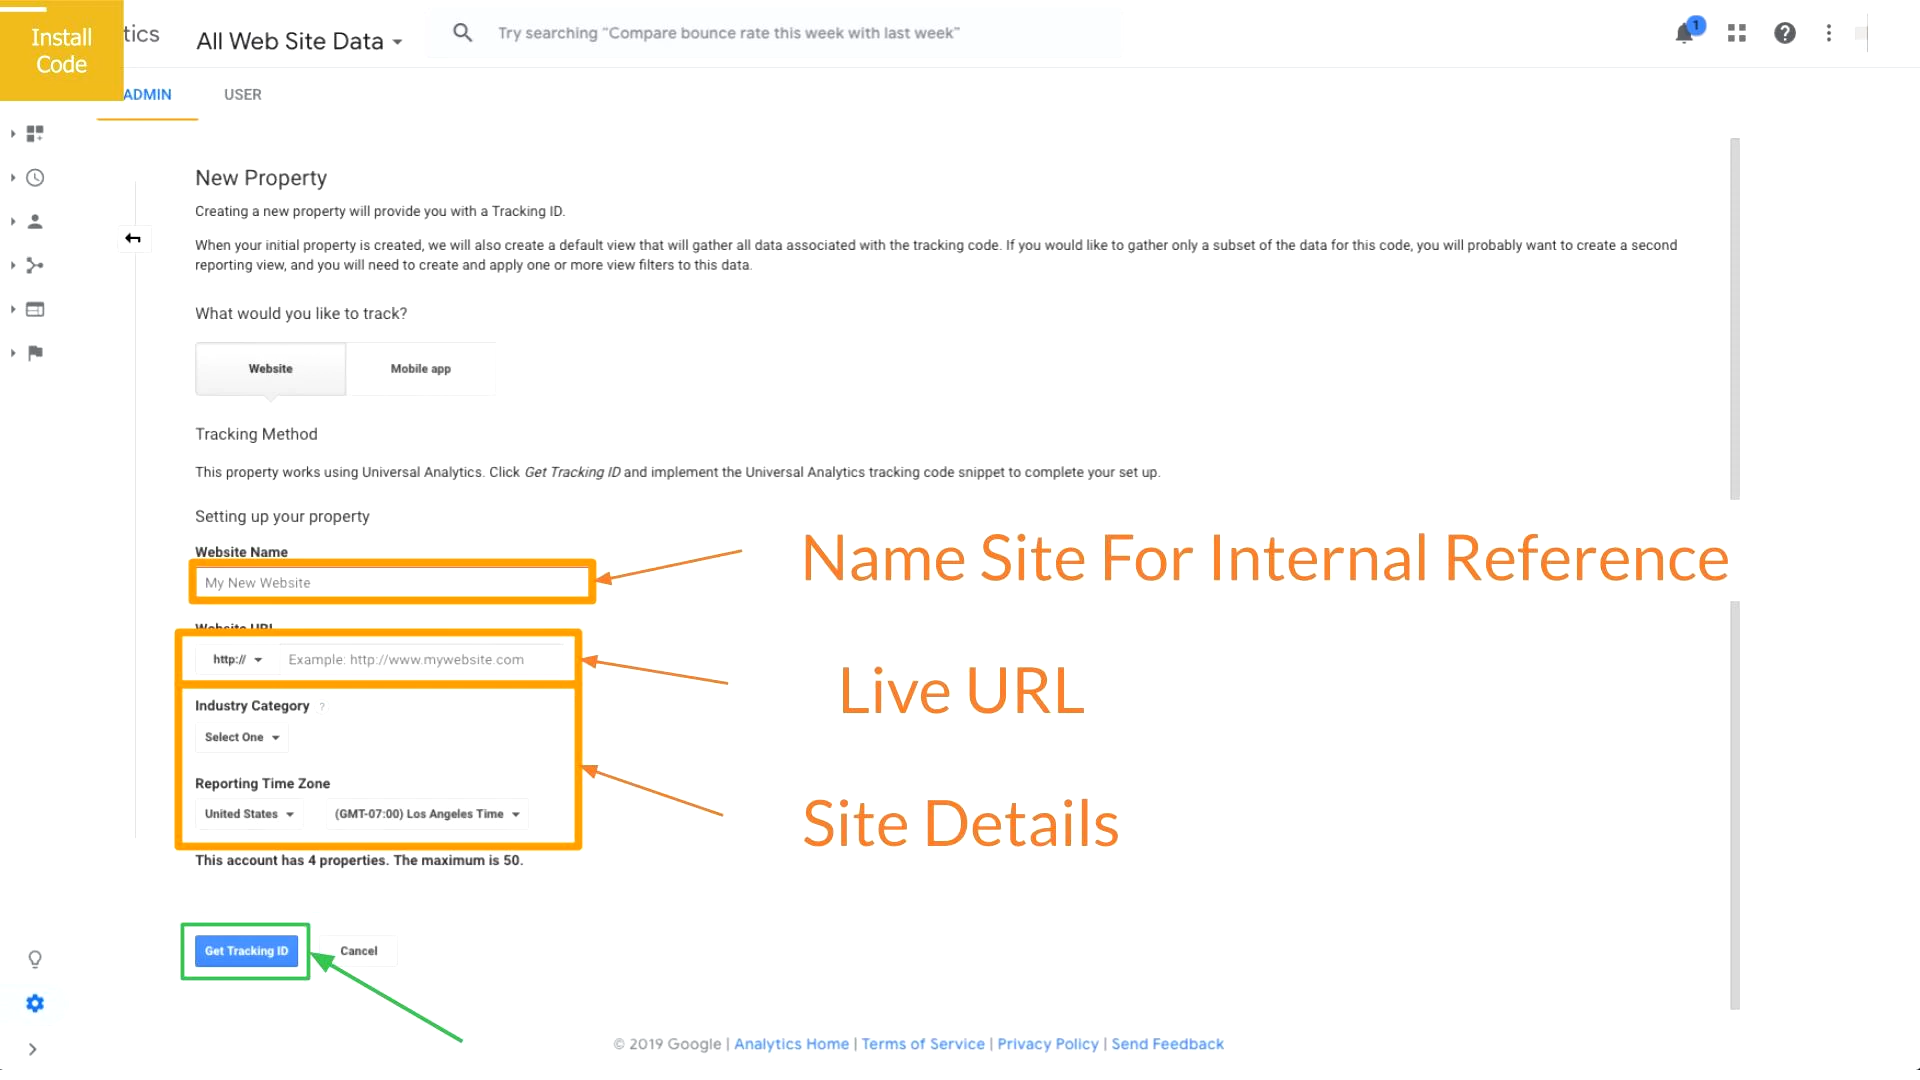 Install
Code
tics
All Web Site Data
Try searching "Compare bounce rate this week with last week"
1
ADMIN
USER
New Property
Creating a new property will provide you with a Tracking ID.
When your initial property is created, we will also create a default view that will gather all data associated with the tracking code. If you would like to gather only a subset of the data for this code, you will probably want to create a second
reporting view, and you will need to create and apply one or more view filters to this data.
What would you like to track?
Website
Mobile app
Tracking Method
This property works using Universal Analytics. Click Get Tracking ID and implement the Universal Analytics tracking code snippet to complete your set up.
Setting up your property
Website Name
My New Website
Name Site For Internal Reference
Website URL
http://
Example: http://www.mywebsite.com
Live URL
Industry Category ?
Select One
Reporting Time Zone
United States
(GMT-07:00) Los Angeles Time
Site Details
This account has 4 properties. The maximum is 50.
Get Tracking ID
Cancel
© 2019 Google | Analytics Home | Terms of Service | Privacy Policy | Send Feedback